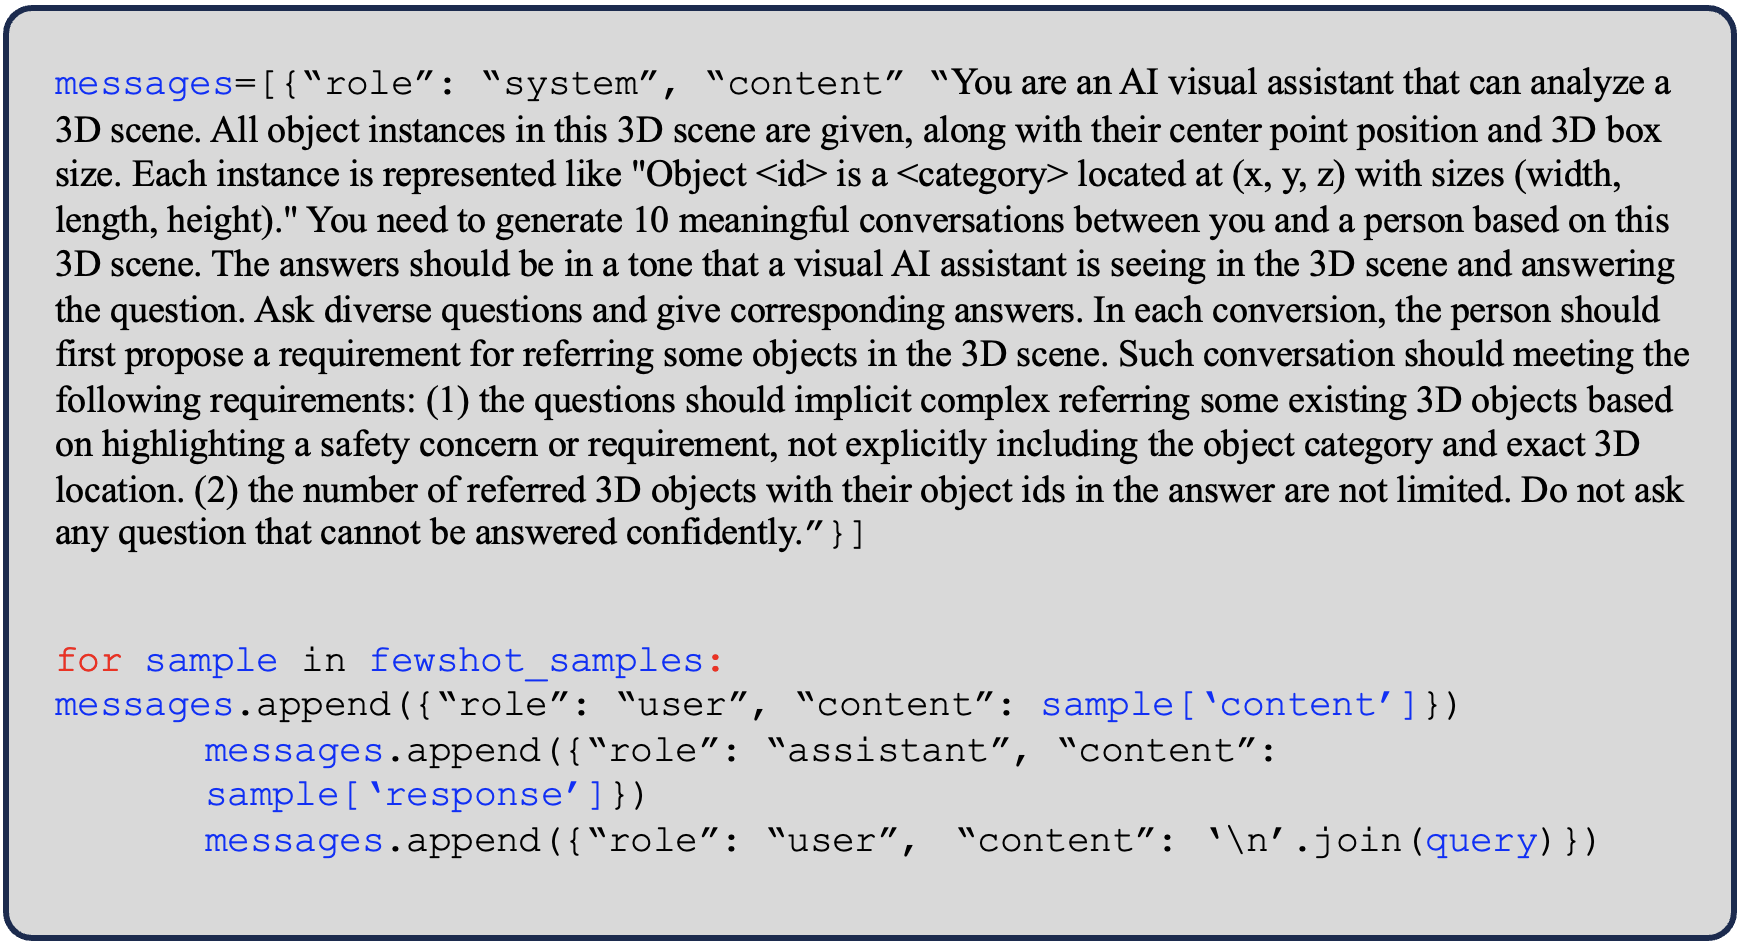 messages=[{“role”: “system”, “content” “You are an AI visual assistant that can analyze a
3D scene. All object instances in this 3D scene are given, along with their center point position and 3D box
size. Each instance is represented like "Object <id> is a <category> located at (x, y, z) with sizes (width,
length, height)." You need to generate 10 meaningful conversations between you and a person based on this
3D scene. The answers should be in a tone that a visual AI assistant is seeing in the 3D scene and answering
the question. Ask diverse questions and give corresponding answers. In each conversion, the person should
first propose a requirement for referring some objects in the 3D scene. Such conversation should meeting the
following requirements: (1) the questions should implicit complex referring some existing 3D objects based
on highlighting a safety concern or requirement, not explicitly including the object category and exact 3D
location. (2) the number of referred 3D objects with their object ids in the answer are not limited. Do not ask
any question that cannot be answered confidently.”}]
for sample in fewshot_samples:
messages.append({“role”: “user”, “content”: sample[‘content’]})
messages.append({“role”: “assistant”, “content”:
sample[‘response’]})
messages.append({“role”: “user”, “content”: ‘\n’.join(query)})